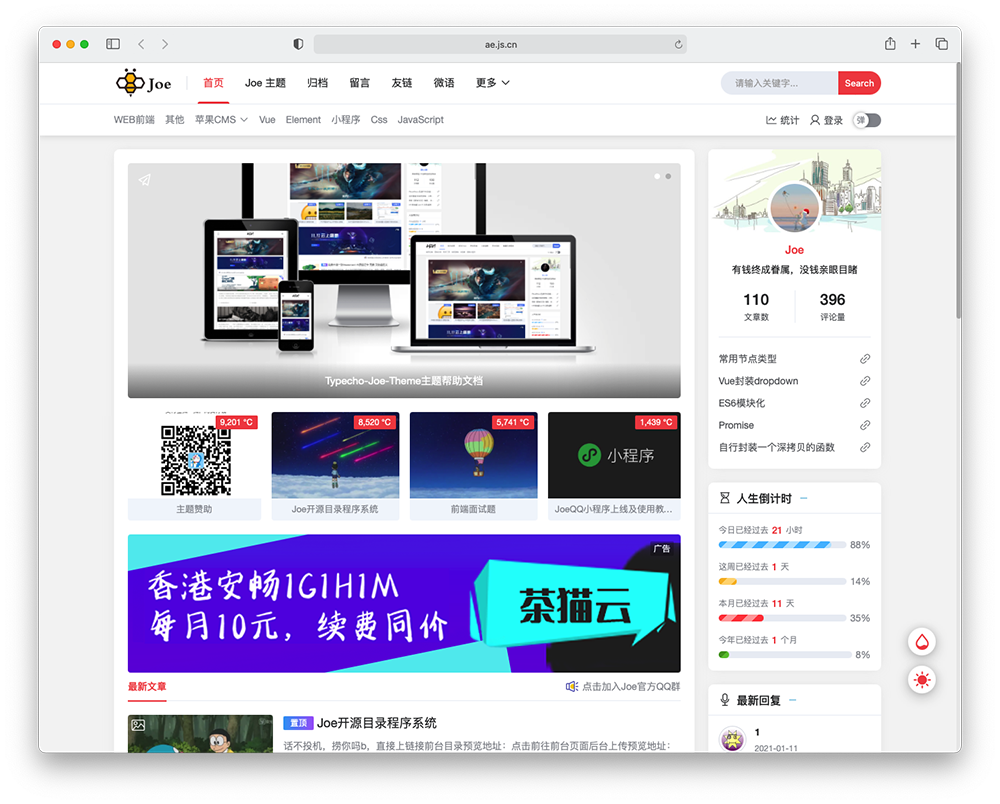 ae.js.cn
Joe
首页
Joe 主题
归档
留言
友链
微语
更多
请输入关键字...
Search
WEB前端
其他
苹果CMS
Vue
Element
小程序
Css
JavaScript
统计
登录
弹
Typecho-Joe-Theme主题帮助文档
9,201 °C
主题赞助
8,520 °C
Joe开源目录程序系统
5,741 °C
前端面试题
1,439 °C
小程序
JoeQQ小程序上线及使用教...
广告
香港安畅1G1H1M
每月10元，续费同价
茶猫云
最新文章
点击加入Joe官方QQ群
置顶
Joe开源目录程序系统
话不投机，捞你吗b，直上链接前台目录预览地址：点击前往前台页面后台上传预览地址：
Joe
有钱终成眷属，没钱亲眼目睹
110
文章数
396
评论量
常用节点类型
Vue封装dropdown
ES6模块化
Promise
自行封装一个深拷贝的函数
人生倒计时
今日已经过去 21 小时
88%
这周已经过去 1 天
14%
本月已经过去 11 天
35%
今年已经过去 1 个月
8%
最新回复
1
2021-01-11